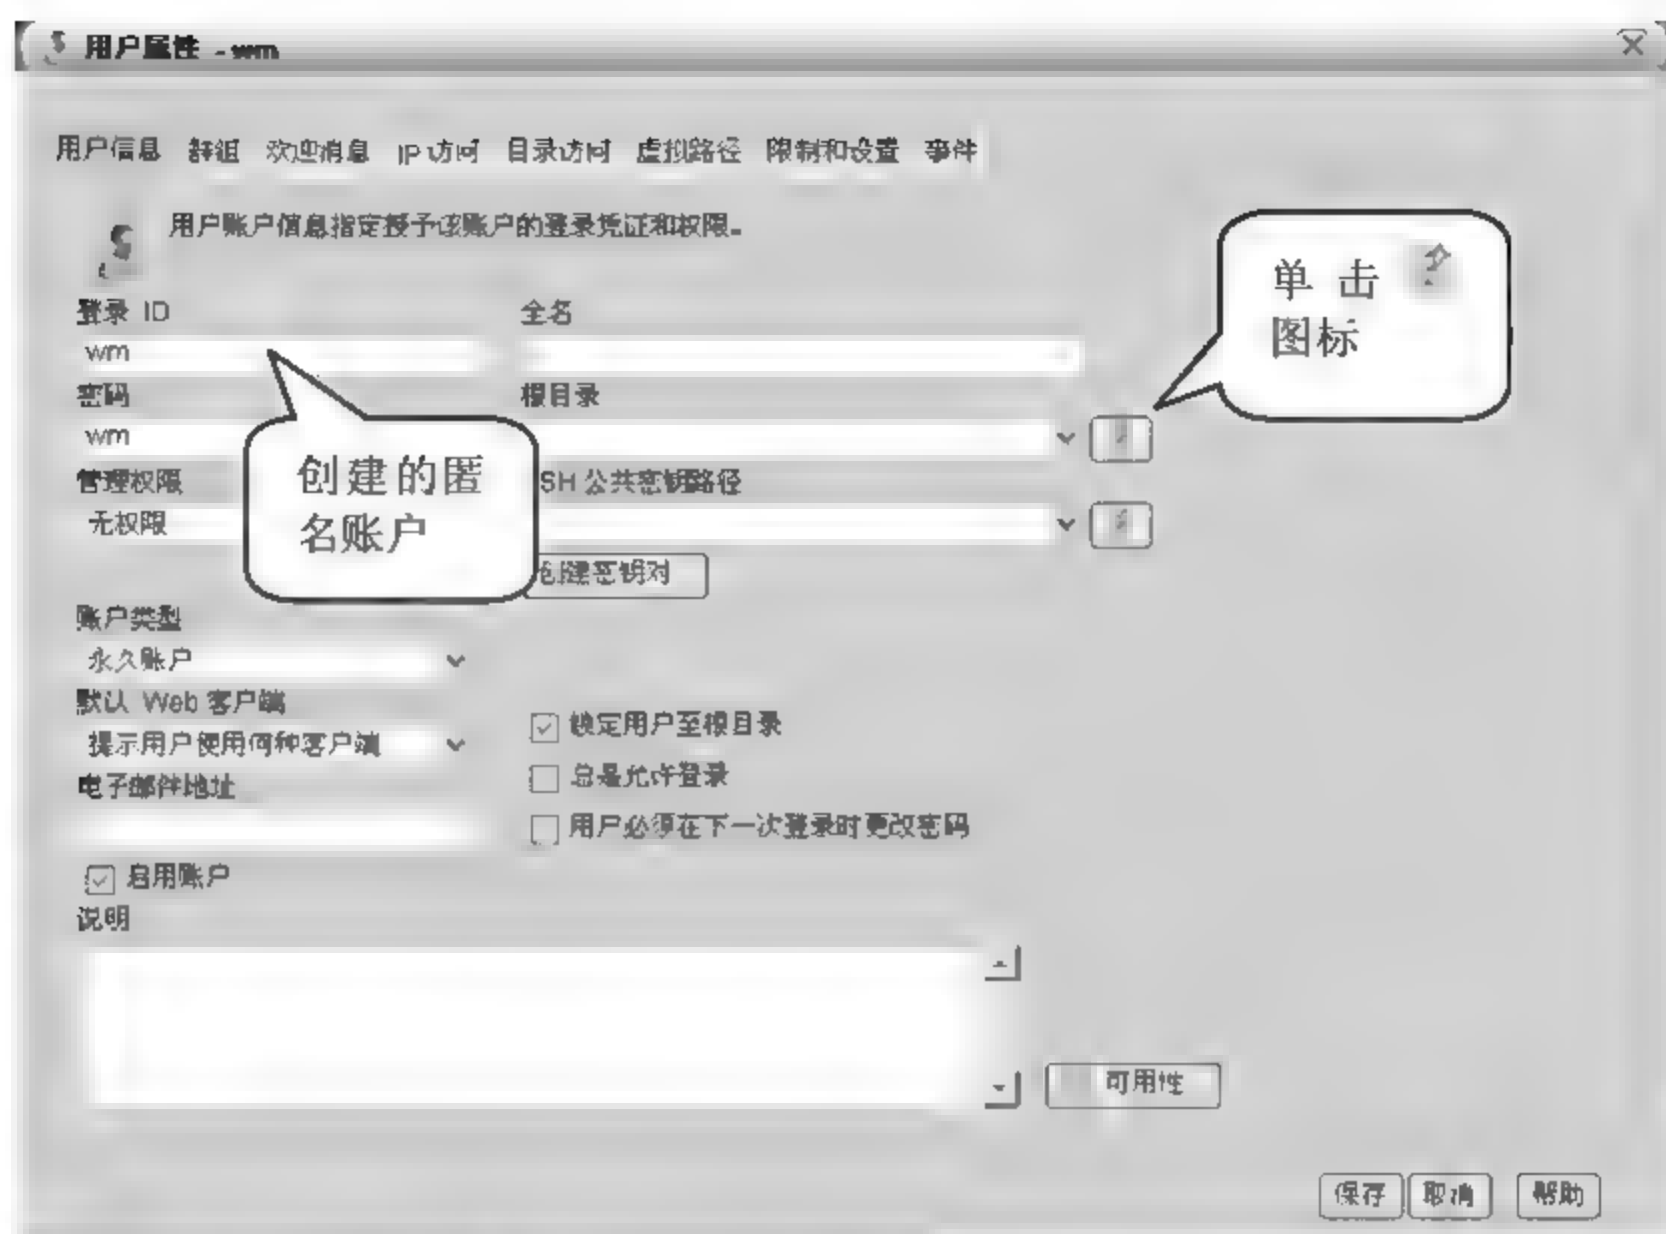 用户属性 - wm
用户信息 群组 欢迎消息 IP 访问 目录访问 虚拟路径 限制和设置 事件
用户账户信息指定授予该账户的登录凭证和权限。
登录 ID 全名
wm
密码 根目录
wm
管理权限 SH 公共密钥路径
无权限
创建密钥对
单击
图标
创建的匿
名账户
账户类型
永久账户
默认 Web 客户端
提示用户使用何种客户端
锁定用户至根目录
总是允许登录
电子邮件地址
用户必须在下一次登录时更改密码
启用账户
说明
可用性
保存 取消 帮助